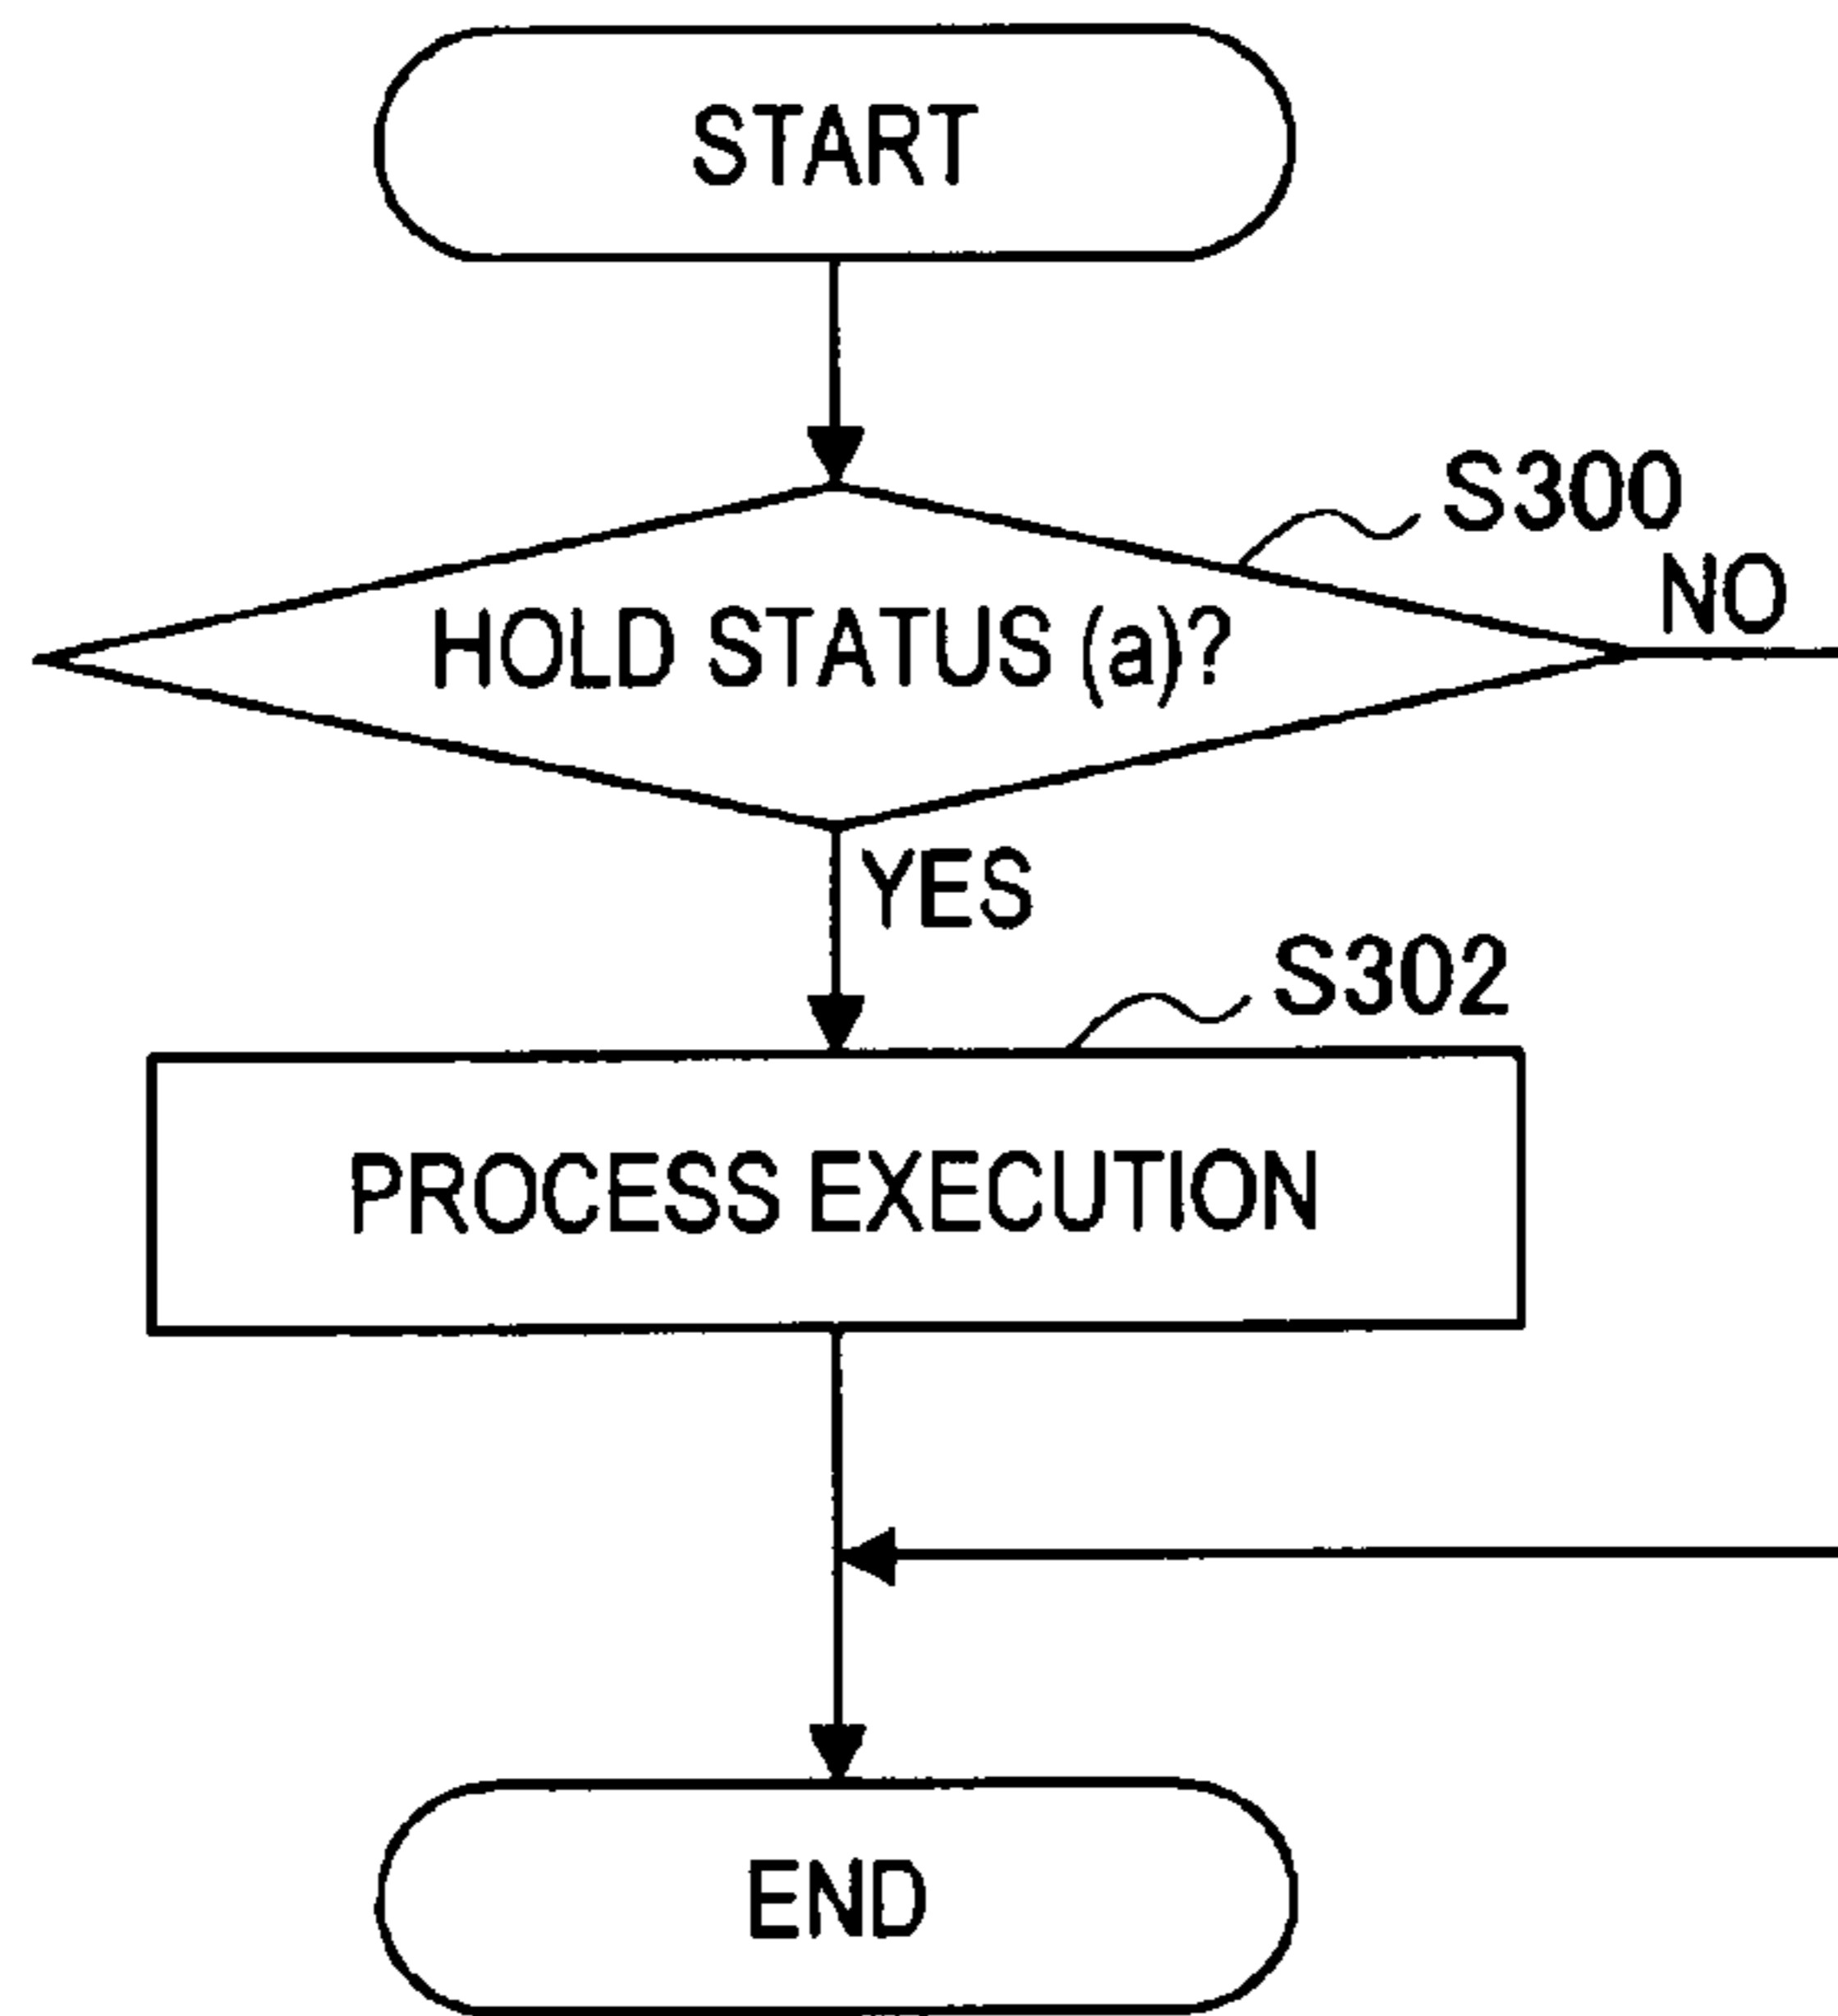 START
S300
NO
HOLD STATUS (a)?
YES
S302
PROCESS EXECUTION
END